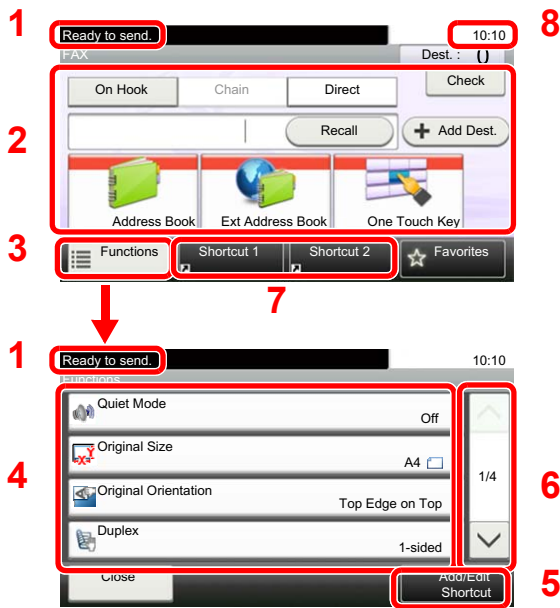 1
Ready to send.
10:10
8
FAX
Dest. : ( )
On Hook
Chain
Direct
Check
2
Recall
Add Dest.
Address Book
Ext Address Book
One Touch Key
3
Functions
Shortcut 1
Shortcut 2
Favorites
7
1
Ready to send.
10:10
Functions
Quiet Mode
Off
Original Size
A4
4
1/4
6
Original Orientation
Top Edge on Top
Duplex
1-sided
Close
Add/Edit
Shortcut
5